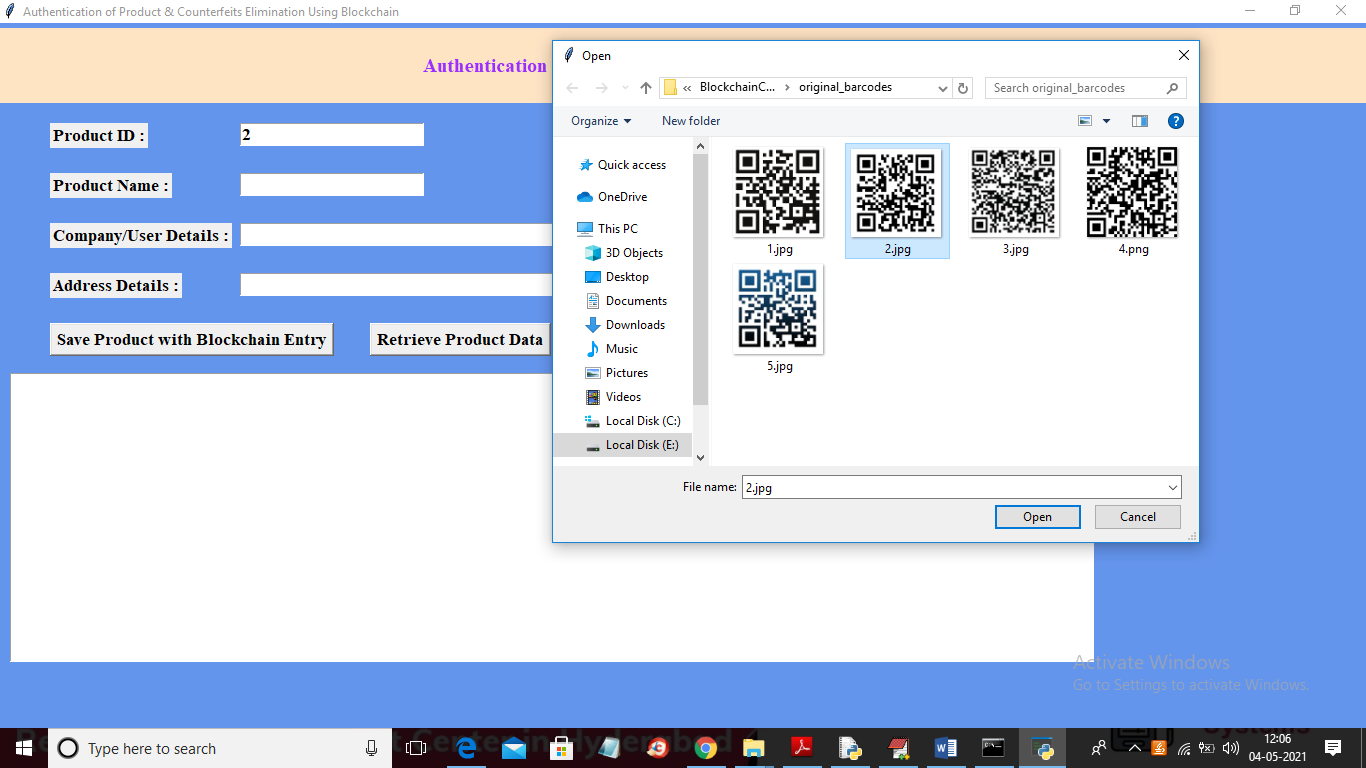 Authentication of Product & Counterfeits Elimination Using Blockchain
Authentication
Product ID :
2
Product Name :
Company/User Details :
Address Details :
Save Product with Blockchain Entry
Retrieve Product Data
Open
« BlockchainC... › original_barcodes
Search original_barcodes
Organize
New folder
Quick access
OneDrive
This PC
3D Objects
Desktop
Documents
Downloads
Music
Pictures
Videos
Local Disk (C:)
Local Disk (E:)
1.jpg
2.jpg
3.jpg
4.png
5.jpg
File name:
2.jpg
Open
Cancel
Activate Windows
Go to Settings to activate Windows.
Type here to search
12:06
04-05-2021